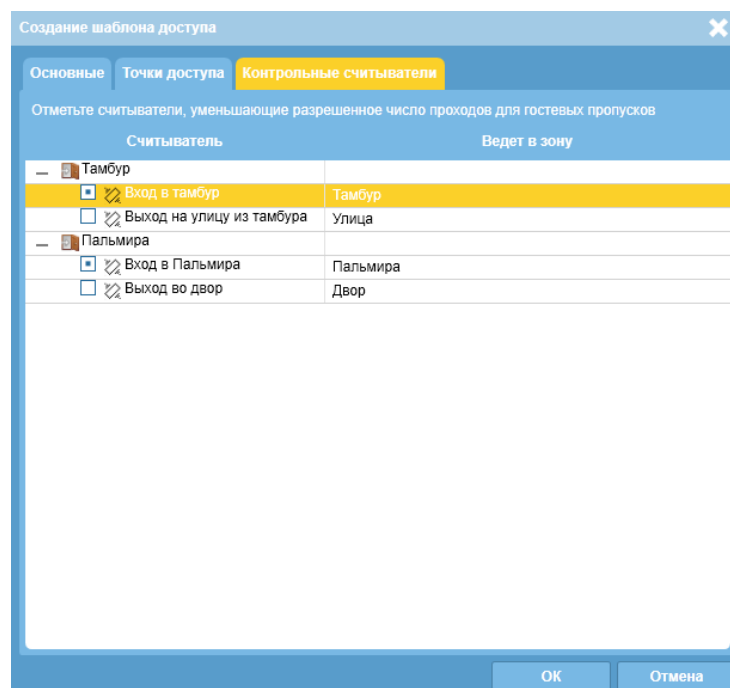 Создание шаблона доступа
Основные Точки доступа Контрольные считыватели
Отметьте считыватели, уменьшающие разрешенное число проходов для гостевых пропусков
Считыватель Ведет в зону
Тамбур
Вход в тамбур Тамбур
Выход на улицу из тамбура Улица
Пальмира
Вход в Пальмира Пальмира
Выход во двор Двор
ОК Отмена